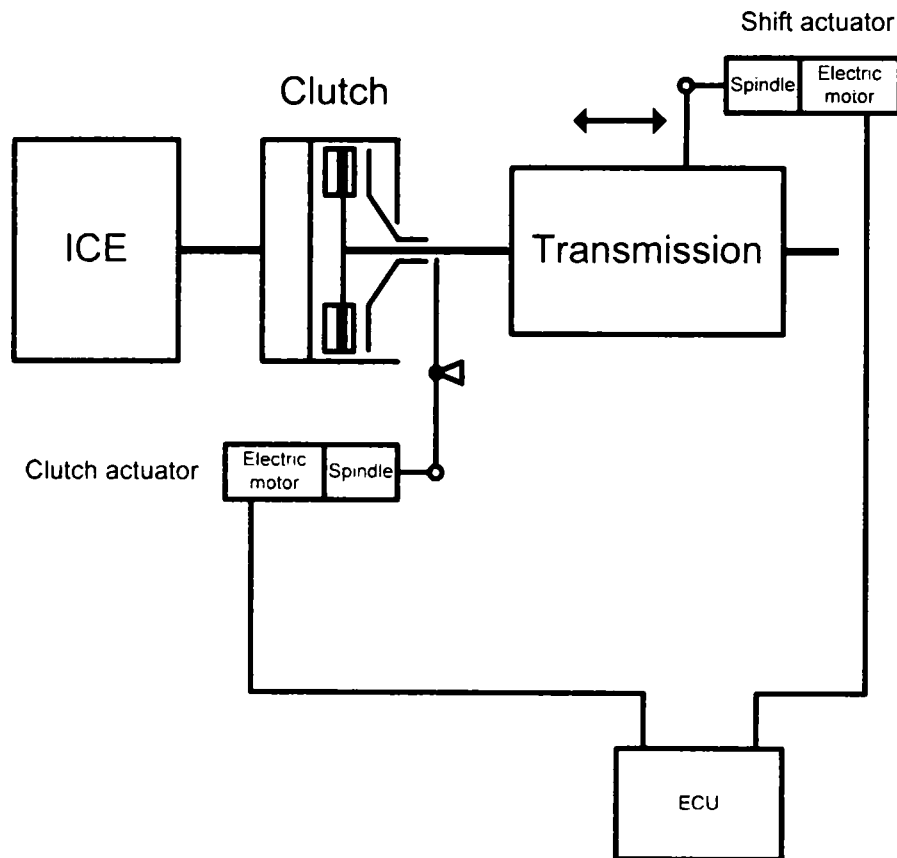 Shift actuator
Spindle
Electric
motor
Clutch
ICE
Transmission
Clutch actuator
Electric
motor
Spindle
ECU